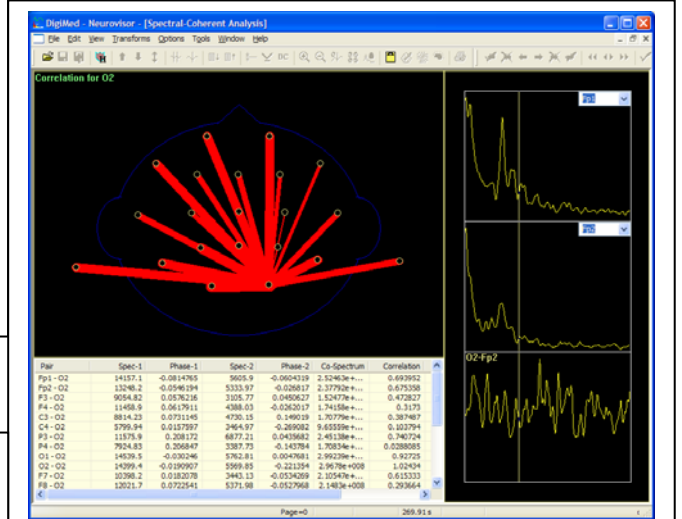 DigiMed - Neurovisor - [Spectral-Coherent Analysis]
File Edit View Transforms Options Tools Window Help
DC
Correlation for O2
Fp1
Fp2
O2-Fp2
Pair Spec-1 Phase-1 Spec-2 Phase-2 Co-Spectrum Correlation
Fp1 - O2 14157.1 -0.0814765 5605.9 -0.0604319 2.52463e+... 0.693952
Fp2 - O2 13248.2 -0.0546194 5333.97 -0.026817 2.37792e+... 0.675358
F3 - O2 9054.82 0.0576216 3105.77 0.0450627 1.52477e+... 0.472827
F4 - O2 11458.9 0.0617911 4388.03 -0.0262017 1.74158e+... 0.3173
C3 - O2 8814.23 0.0731145 4730.15 0.149019 1.70779e+... 0.387487
C4 - O2 5799.94 0.0157597 2464.97 -0.269082 9.65559e+... 0.103794
P3 - O2 11575.9 0.208172 6877.21 0.0435682 2.45138e+... 0.740724
P4 - O2 7924.83 0.206847 3387.73 -0.143784 1.70834e+... 0.0288085
O1 - O2 14539.5 -0.030246 5762.81 0.0047681 2.99239e+... 0.92725
O2 - O2 14399.4 -0.0190907 5569.85 -0.221354 2.9678e+008 1.02434
F7 - O2 10398.2 0.0182078 3443.13 -0.0534269 2.10547e+... 0.615333
F8 - O2 12021.7 0.0722541 5371.98 -0.0527968 2.1483e+008 0.293664
Page=0 269.91 s